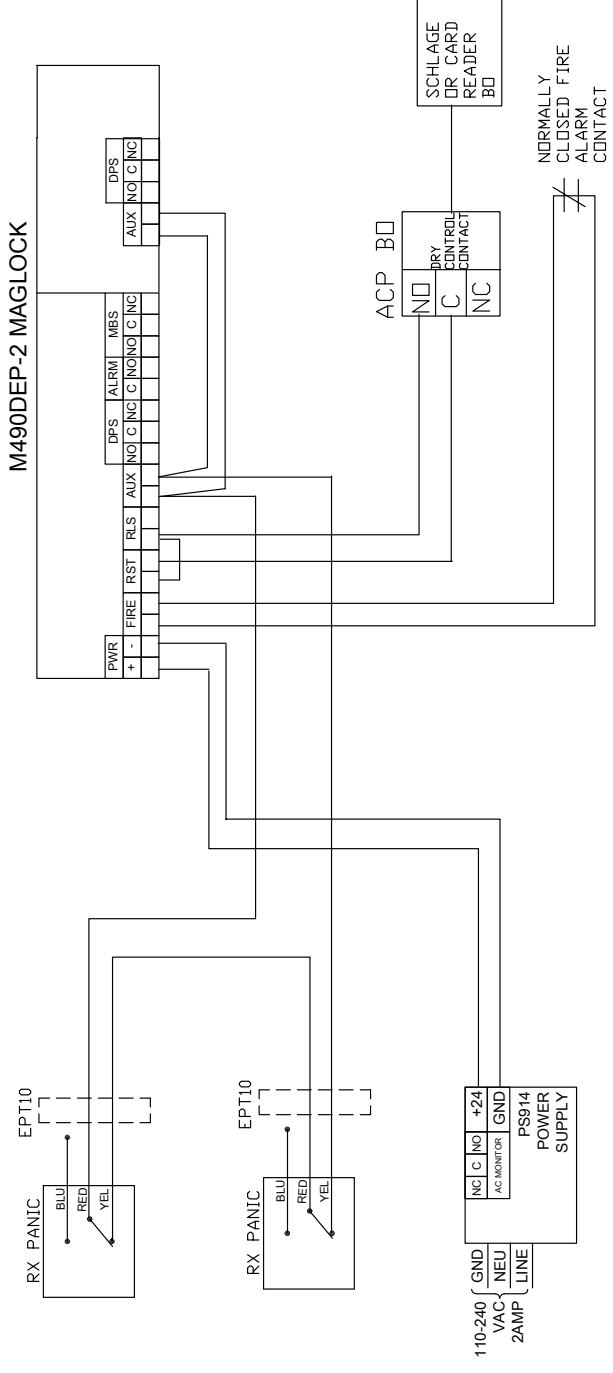 M490DEP-2 MAGLOCK
PWR
+ -
FIRE
RST
RLS
AUX
DPS
NO C NC
ALRM
C NO
MBS
NO C NC
AUX
DPS
NO C NC
SCHLAGE
OR CARD
READER
BO
ACP BO
NO
C
NC
DRY
CONTROL
CONTACT
NORMALLY
CLOSED FIRE
ALARM
CONTACT
EPT10
RX PANIC
BLU
RED
YEL
EPT10
RX PANIC
BLU
RED
YEL
NC C NO +24
AC MONITOR GND
PS914
POWER
SUPPLY
110-240
VAC
2AMP
GND
NEU
LINE